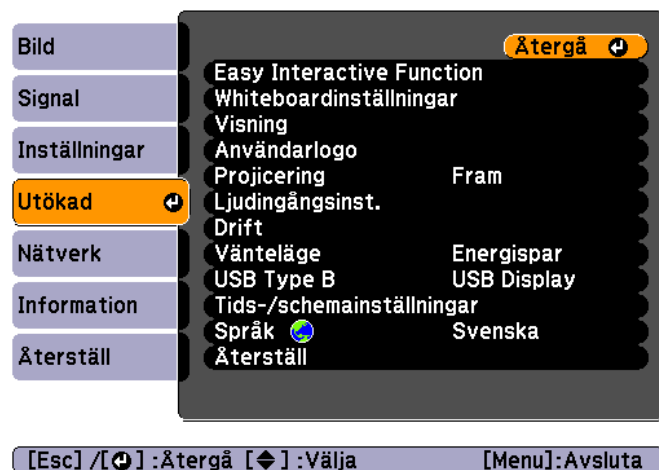 Bild
Signal
Inställningar
Utökad
Nätverk
Information
Återställ
Återgå
Easy Interactive Function
Whiteboardinställningar
Visning
Användarlogo
Projicering Fram
Ljudingångsinst.
Drift
Vänteläge Energispar
USB Type B USB Display
Tids-/schemainställningar
Språk Svenska
Återställ
[Esc] /[ ] :Återgå [ ] :Välja [Menu]:Avsluta